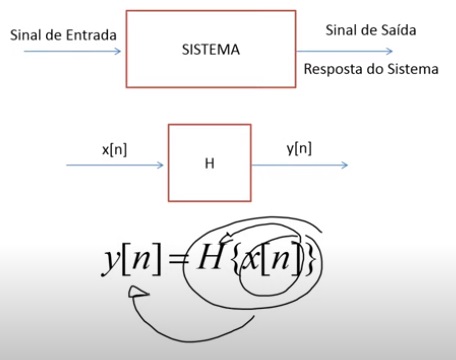 Sinal de Entrada
SISTEMA
Sinal de Saída
Resposta do Sistema
x[n]
H
y[n]
y[n] = H{x[n]}